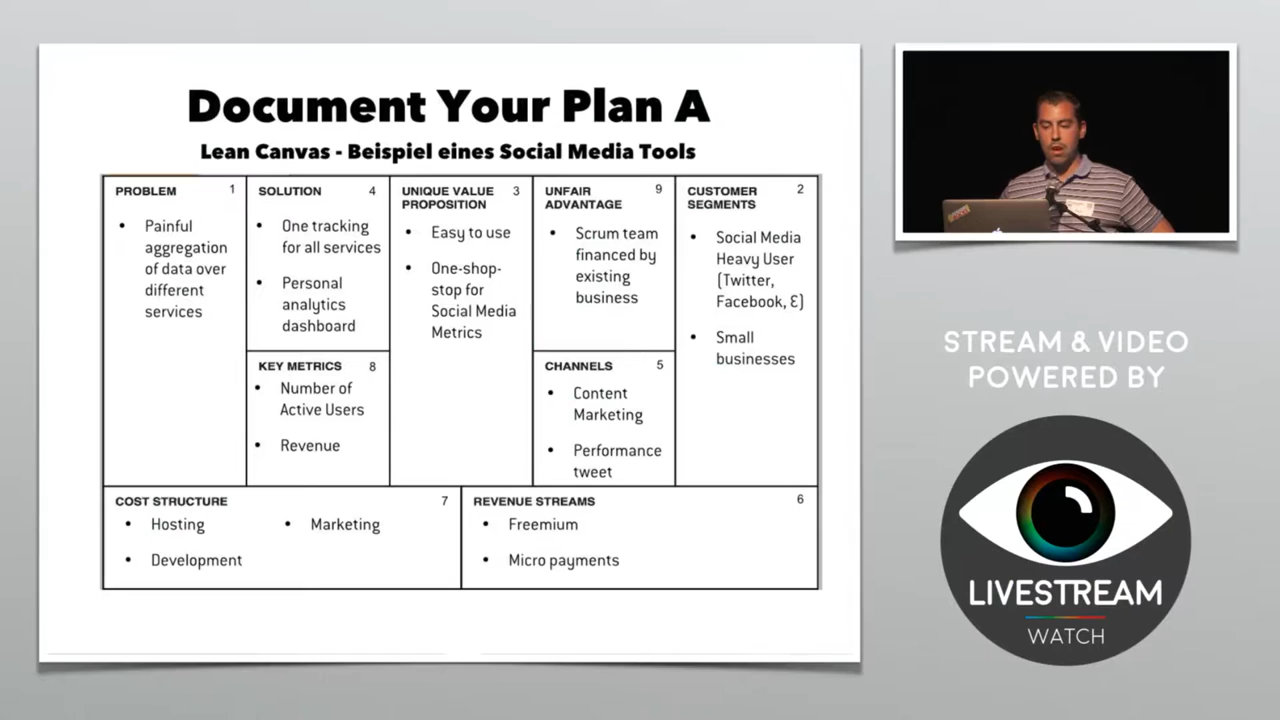 Document Your Plan A
Lean Canvas - Beispiel eines Social Media Tools
PROBLEM 1
• Painful
aggregation
of data over
different
services
SOLUTION 4
• One tracking
for all services
• Personal
analytics
dashboard
KEY METRICS 8
• Number of
Active Users
• Revenue
UNIQUE VALUE 3
PROPOSITION
• Easy to use
• One-shop-
stop for
Social Media
Metrics
UNFAIR 9
ADVANTAGE
• Scrum team
financed by
existing
business
CHANNELS 5
• Content
Marketing
• Performance
tweet
CUSTOMER 2
SEGMENTS
• Social Media
Heavy User
(Twitter,
Facebook, &)
• Small
businesses
COST STRUCTURE 7
• Hosting • Marketing
• Development
REVENUE STREAMS 6
• Freemium
• Micro payments
STREAM & VIDEO
POWERED BY
LIVESTREAM
WATCH